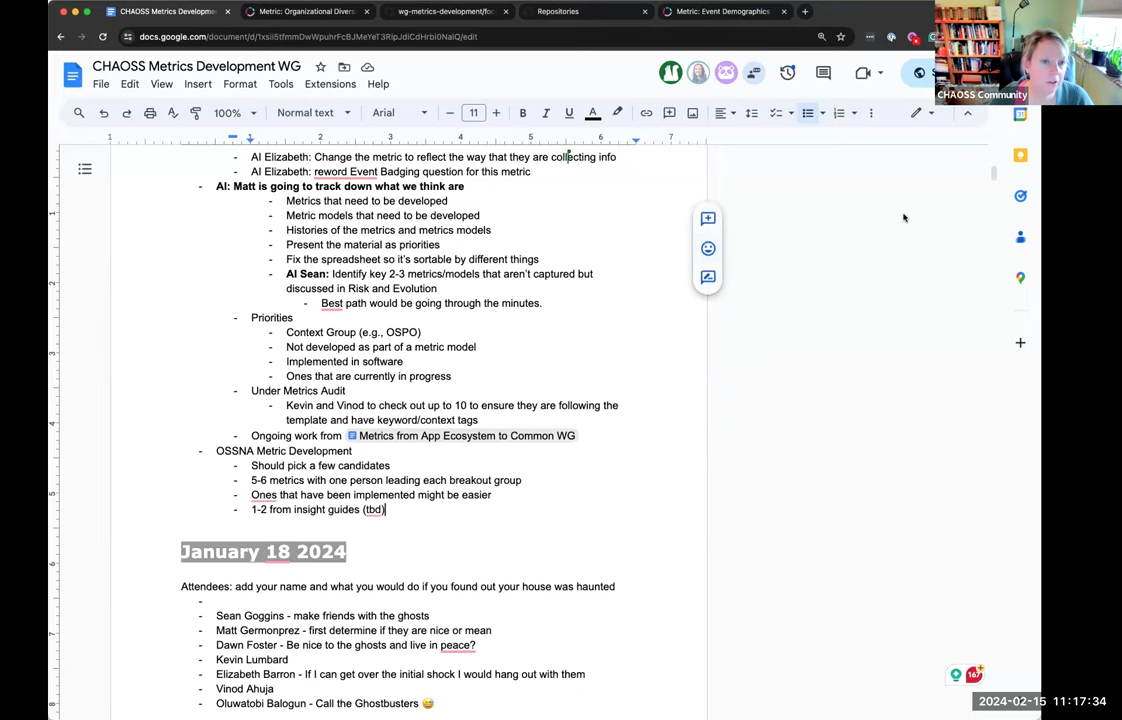 CHAOSS Metrics Developmen
Metric: Organizational Divers
wg-metrics-development/foc
Repositories
Metric: Event Demographics
docs.google.com/document/d/1xsii5tfmmDwWpuhrFcBJMeYeT3RipJdiCdHrbI0NaIQ/edit
CHAOSS Metrics Development WG
File Edit View Insert Format Tools Extensions Help
100% Normal text Arial 11
1 1 2 3 4 5 6 7
- AI Elizabeth: Change the metric to reflect the way that they are collecting info
- AI Elizabeth: reword Event Badging question for this metric
- AI: Matt is going to track down what we think are
- Metrics that need to be developed
- Metric models that need to be developed
- Histories of the metrics and metrics models
- Present the material as priorities
- Fix the spreadsheet so it's sortable by different things
- AI Sean: Identify key 2-3 metrics/models that aren't captured but
discussed in Risk and Evolution
- Best path would be going through the minutes.
- Priorities
- Context Group (e.g., OSPO)
- Not developed as part of a metric model
- Implemented in software
- Ones that are currently in progress
- Under Metrics Audit
- Kevin and Vinod to check out up to 10 to ensure they are following the
template and have keyword/context tags
- Ongoing work from Metrics from App Ecosystem to Common WG
- OSSNA Metric Development
- Should pick a few candidates
- 5-6 metrics with one person leading each breakout group
- Ones that have been implemented might be easier
- 1-2 from insight guides (tbd)
January 18 2024
Attendees: add your name and what you would do if you found out your house was haunted
-
- Sean Goggins - make friends with the ghosts
- Matt Germonprez - first determine if they are nice or mean
- Dawn Foster - Be nice to the ghosts and live in peace?
- Kevin Lumbard
- Elizabeth Barron - If I can get over the initial shock I would hang out with them
- Vinod Ahuja
- Oluwatobi Balogun - Call the Ghostbusters 😅
CHAOSS Community
167
2024-02-15 11:17:34